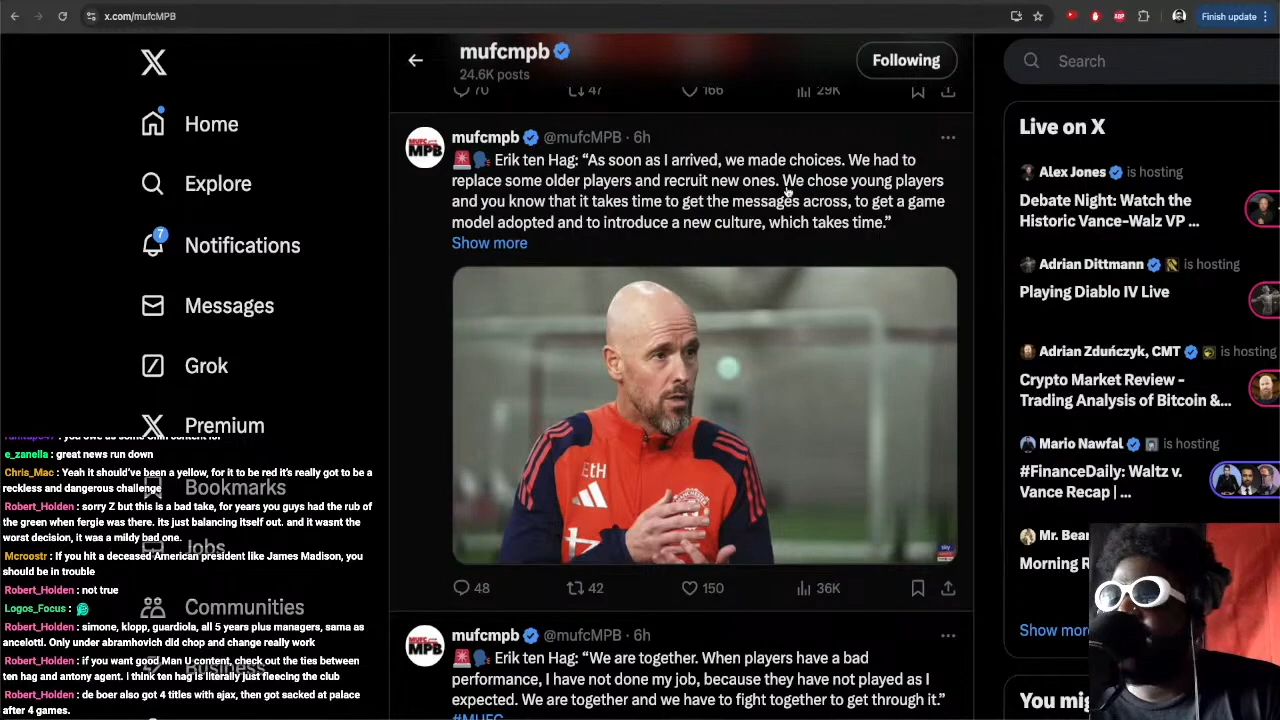 x.com/mufcMPB
Finish update
mufcmpb
24.6K posts
Following
Search
70
47
166
29K
Home
Explore
7
Notifications
Messages
Grok
Premium
Bookmarks
Jobs
Communities
Business
mufcmpb @mufcMPB · 6h
Erik ten Hag: “As soon as I arrived, we made choices. We had to
replace some older players and recruit new ones. We chose young players
and you know that it takes time to get the messages across, to get a game
model adopted and to introduce a new culture, which takes time.”
Show more
EtH
48
42
150
36K
mufcmpb @mufcMPB · 6h
Erik ten Hag: “We are together. When players have a bad
performance, I have not done my job, because they have not played as I
expected. We are together and we have to fight together to get through it.”
#MUFC
Live on X
Alex Jones is hosting
Debate Night: Watch the
Historic Vance-Walz VP ...
Adrian Dittmann is hosting
Playing Diablo IV Live
Adrian Zduńczyk, CMT is hosting
Crypto Market Review -
Trading Analysis of Bitcoin &...
Mario Nawfal is hosting
#FinanceDaily: Waltz v.
Vance Recap | ...
Mr. Bear
Morning R
Show more
You mig
e_zanella : great news run down
Chris_Mac : Yeah it should’ve been a yellow, for it to be red it’s really got to be a
reckless and dangerous challenge
Robert_Holden : sorry Z but this is a bad take, for years you guys had the rub of
the green when fergie was there. its just balancing itself out. and it wasnt the
worst decision, it was a mildy bad one.
Mcroostr : If you hit a deceased American president like James Madison, you
should be in trouble
Robert_Holden : not true
Logos_Focus :
Robert_Holden : simone, klopp, guardiola, all 5 years plus managers, sama as
ancelotti. Only under abramhovich did chop and change really work
Robert_Holden : if you want good Man U content, check out the ties between
ten hag and antony agent. I think ten hag is literally just fleecing the club
Robert_Holden : de boer also got 4 titles with ajax, then got sacked at palace
after 4 games.